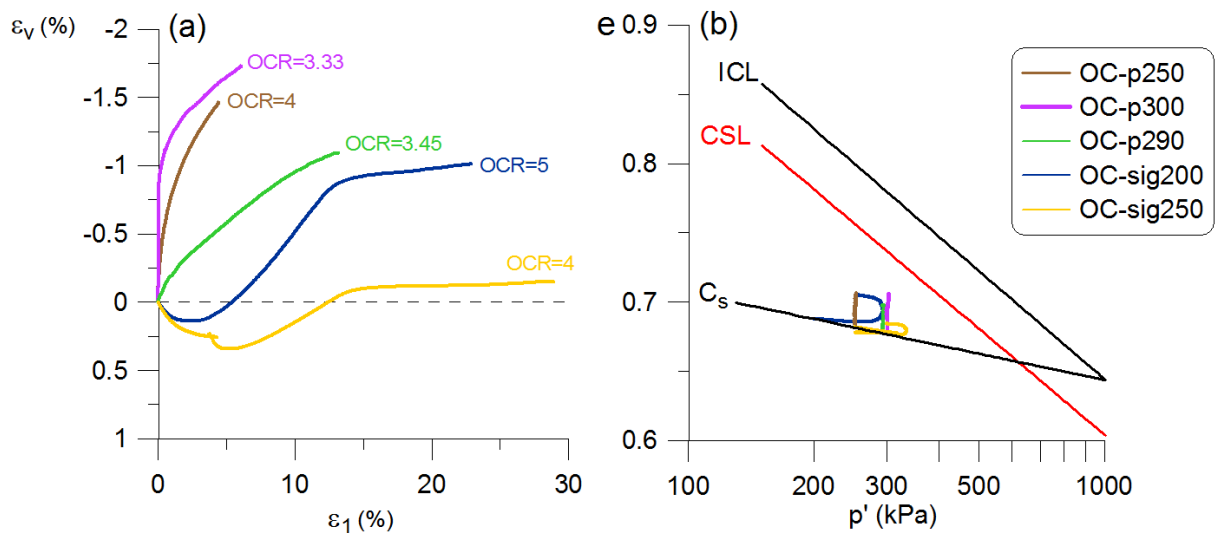 εv (%)
(a)
-2
-1.5
-1
-0.5
0
0.5
1
OCR=3.33
OCR=4
OCR=3.45
OCR=5
OCR=4
0
10
20
30
ε1 (%)
e
(b)
0.9
0.8
0.7
0.6
ICL
CSL
Cs
OC-p250
OC-p300
OC-p290
OC-sig200
OC-sig250
100
200
300
500
1000
p' (kPa)